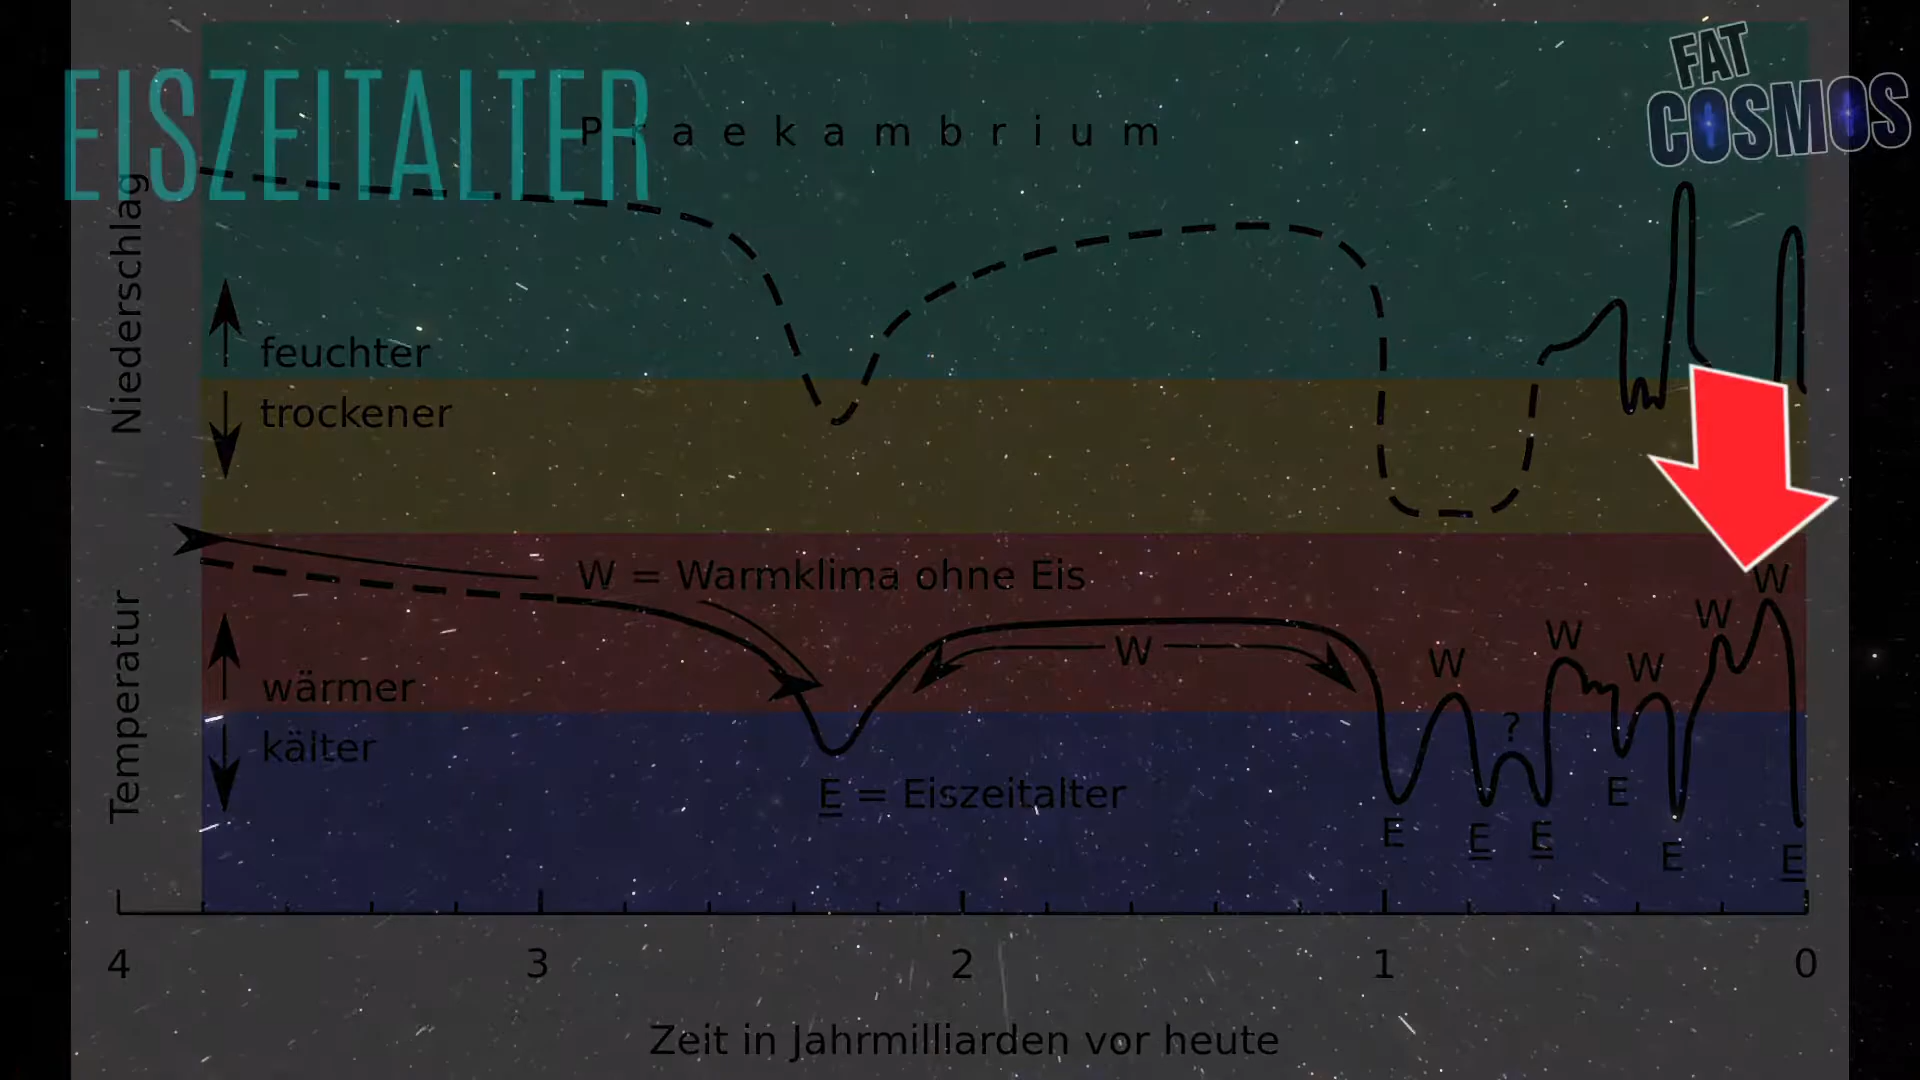 FAT
COSMOS
EISZEITALTER
Praekambrium
Niederschlag
feuchter
trockener
W = Warmklima ohne Eis
W
W
W
W
W
W
?
Temperatur
wärmer
kälter
E = Eiszeitalter
E
E
E
E
E
E
4 3 2 1 0
Zeit in Jahrmilliarden vor heute